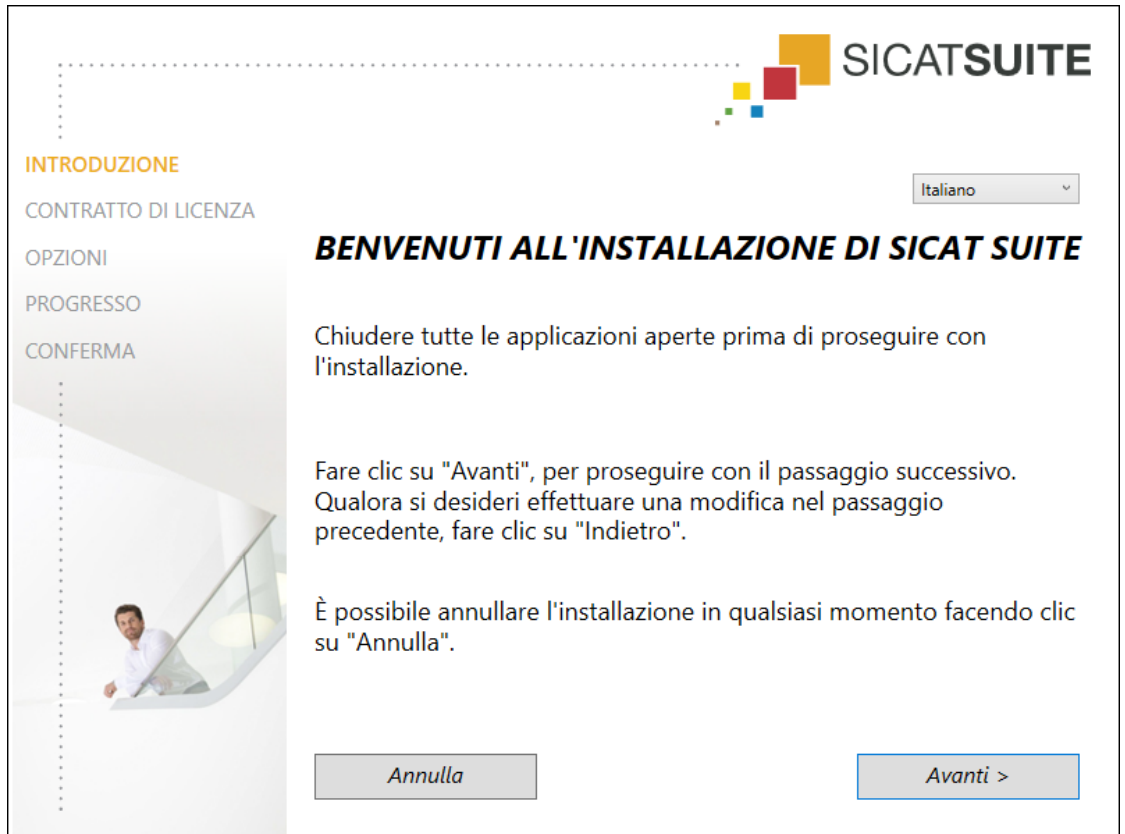 SICATSUITE
INTRODUZIONE
CONTRATTO DI LICENZA
OPZIONI
PROGRESSO
CONFERMA
Italiano
BENVENUTI ALL'INSTALLAZIONE DI SICAT SUITE
Chiudere tutte le applicazioni aperte prima di proseguire con
l'installazione.
Fare clic su "Avanti", per proseguire con il passaggio successivo.
Qualora si desideri effettuare una modifica nel passaggio
precedente, fare clic su "Indietro".
È possibile annullare l'installazione in qualsiasi momento facendo clic
su "Annulla".
Annulla
Avanti >